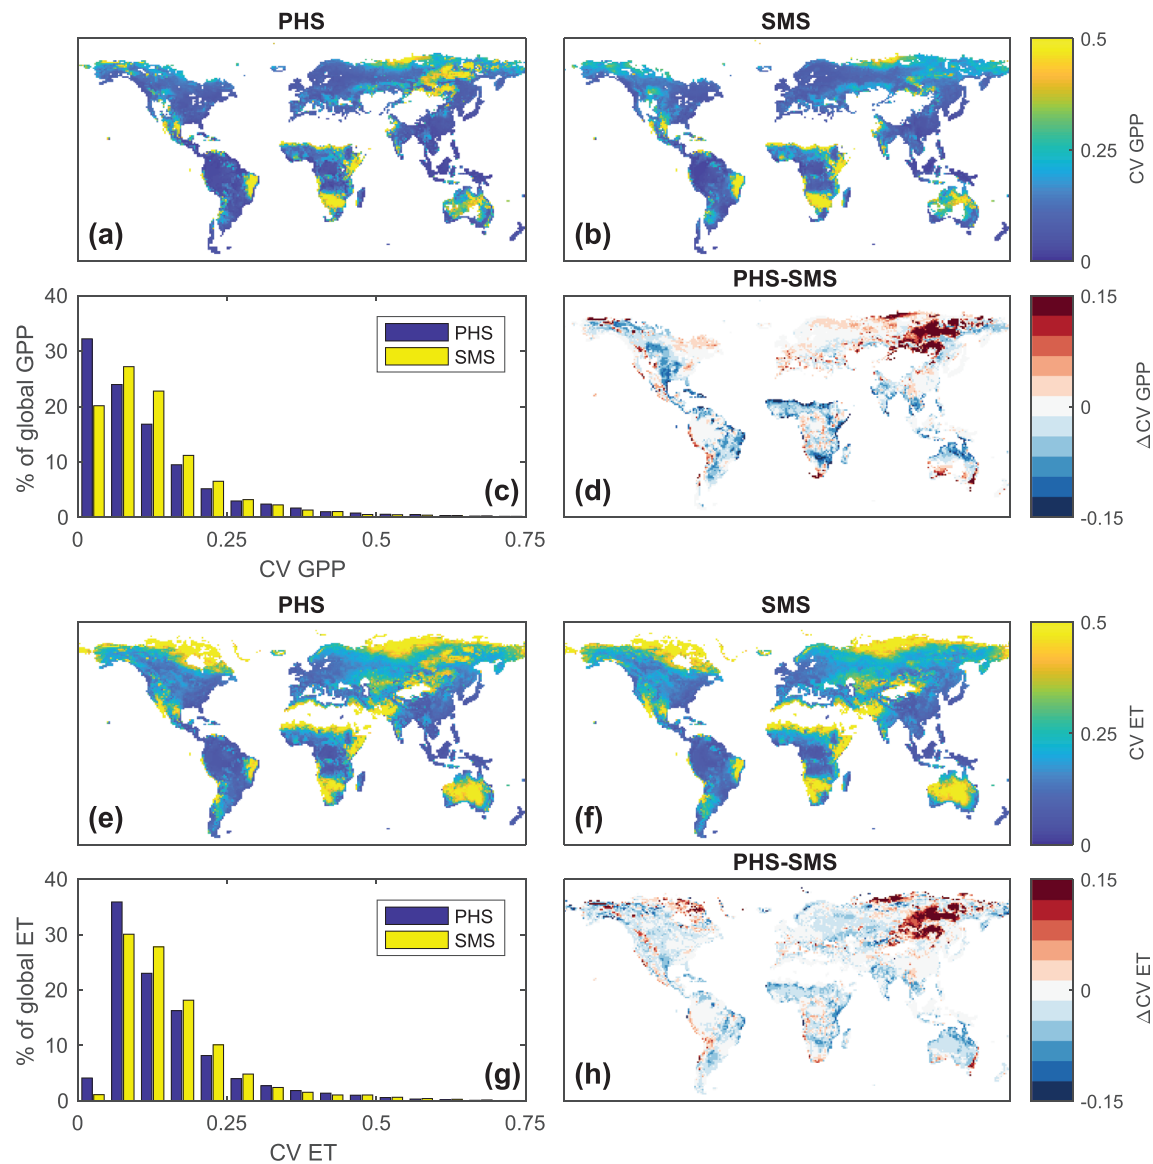 PHS
SMS
(a)
(b)
0.5
0.25
0
CV GPP
PHS-SMS
40
30
20
10
0
% of global GPP
PHS
SMS
(c)
0
0.25
0.5
0.75
CV GPP
(d)
0.15
0
-0.15
△CV GPP
PHS
SMS
(e)
(f)
0.5
0.25
0
CV ET
PHS-SMS
40
30
20
10
0
% of global ET
PHS
SMS
(g)
0
0.25
0.5
0.75
CV ET
(h)
0.15
0
-0.15
△CV ET